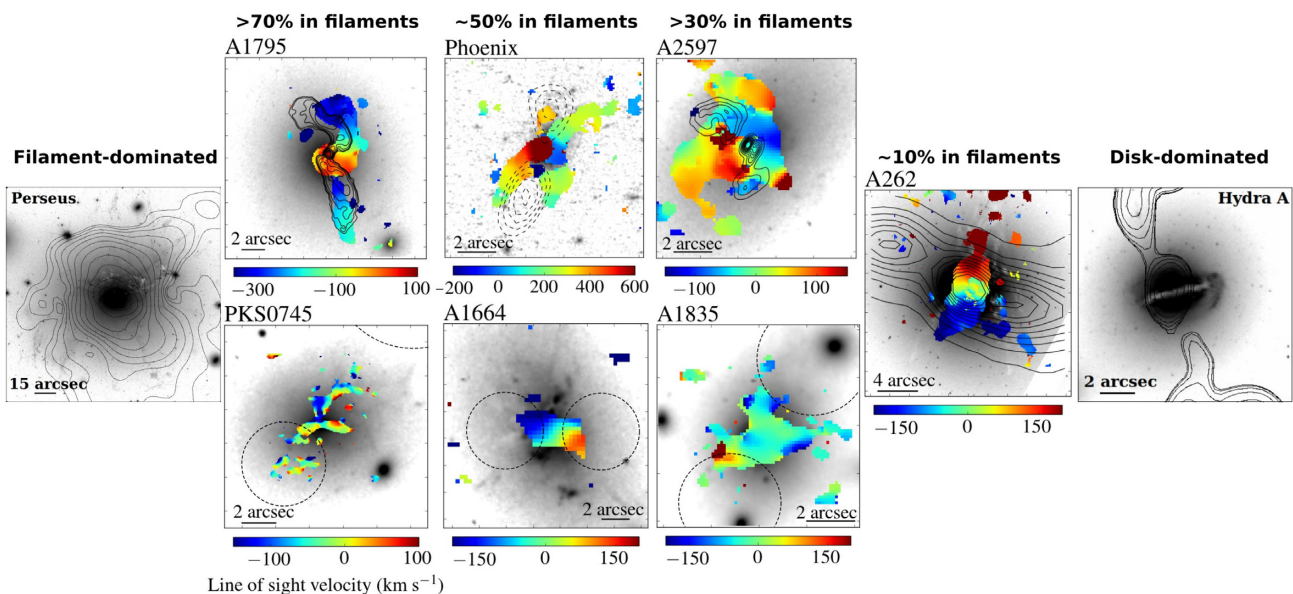 >70% in filaments
~50% in filaments
>30% in filaments
A1795
Phoenix
A2597
Filament-dominated
~10% in filaments
Disk-dominated
A262
Perseus
Hydra A
2 arcsec
2 arcsec
2 arcsec
−300 −100 100
−200 0 200 400 600
−100 0 100
PKS0745
A1664
A1835
15 arcsec
4 arcsec
2 arcsec
−150 0 150
2 arcsec
2 arcsec
2 arcsec
−100 0 100
−150 0 150
−150 0 150
Line of sight velocity (km s⁻¹)